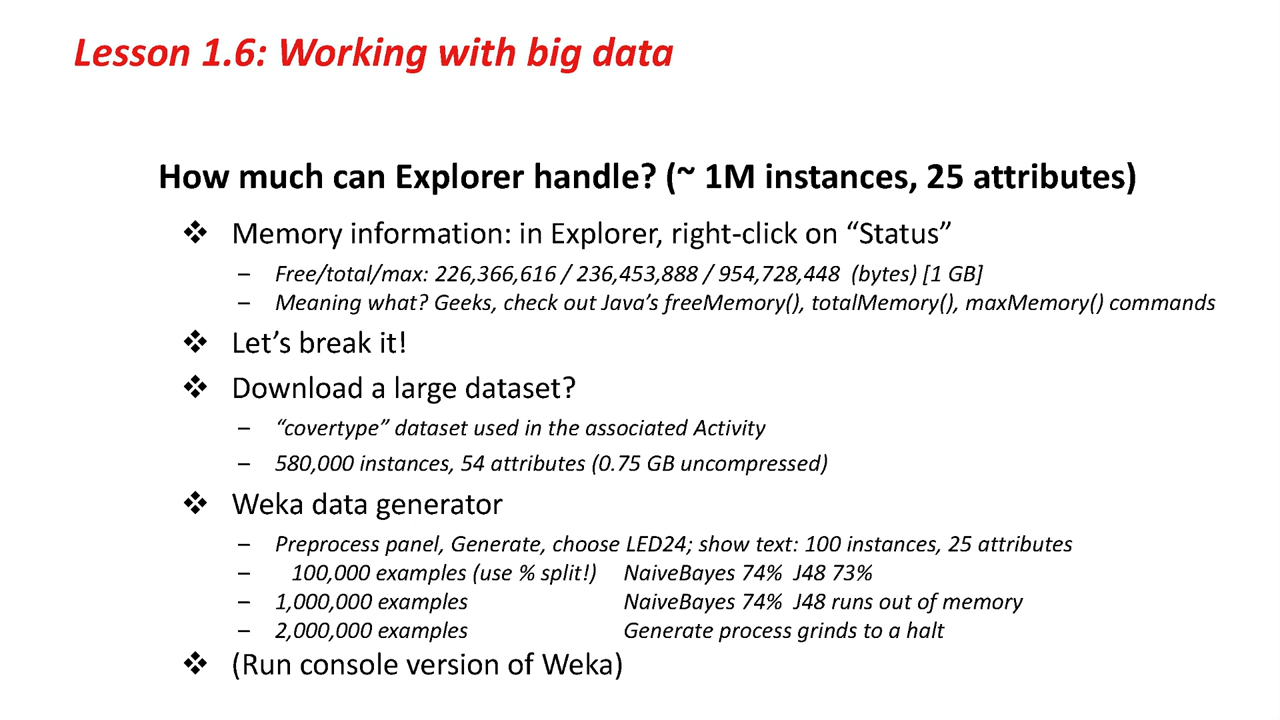 Lesson 1.6: Working with big data
How much can Explorer handle? (~ 1M instances, 25 attributes)
❖ Memory information: in Explorer, right-click on “Status”
– Free/total/max: 226,366,616 / 236,453,888 / 954,728,448 (bytes) [1 GB]
– Meaning what? Geeks, check out Java’s freeMemory(), totalMemory(), maxMemory() commands
❖ Let’s break it!
❖ Download a large dataset?
– “covertype” dataset used in the associated Activity
– 580,000 instances, 54 attributes (0.75 GB uncompressed)
❖ Weka data generator
– Preprocess panel, Generate, choose LED24; show text: 100 instances, 25 attributes
– 100,000 examples (use % split!) NaiveBayes 74% J48 73%
– 1,000,000 examples NaiveBayes 74% J48 runs out of memory
– 2,000,000 examples Generate process grinds to a halt
❖ (Run console version of Weka)